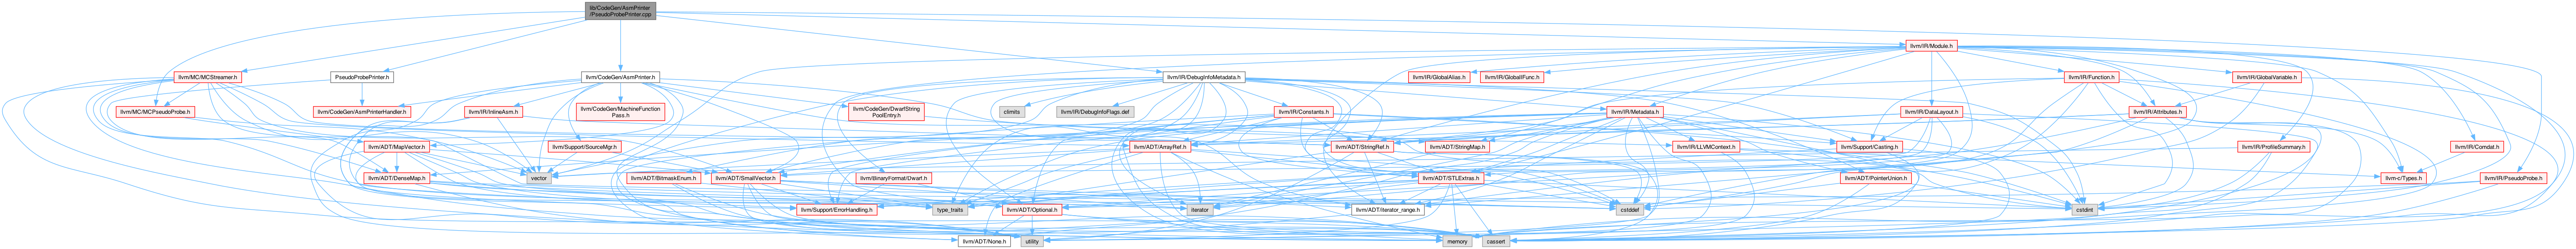 lib/CodeGen/AsmPrinter
/PseudoProbePrinter.cpp
llvm/IR/Module.h
llvm/MC/MCStreamer.h
PseudoProbePrinter.h
llvm/CodeGen/AsmPrinter.h
llvm/IR/DebugInfoMetadata.h
llvm/IR/GlobalAlias.h
llvm/IR/GlobalIFunc.h
llvm/IR/Function.h
llvm/IR/GlobalVariable.h
llvm/MC/MCPseudoProbe.h
llvm/CodeGen/AsmPrinterHandler.h
llvm/IR/InlineAsm.h
llvm/CodeGen/MachineFunction
Pass.h
llvm/CodeGen/DwarfString
PoolEntry.h
climits
llvm/IR/DebugInfoFlags.def
llvm/IR/Constants.h
llvm/IR/Metadata.h
llvm/IR/DataLayout.h
llvm/IR/Attributes.h
llvm/ADT/MapVector.h
llvm/Support/SourceMgr.h
llvm/ADT/ArrayRef.h
llvm/ADT/StringRef.h
llvm/ADT/StringMap.h
llvm/IR/LLVMContext.h
llvm/Support/Casting.h
llvm/IR/ProfileSummary.h
llvm/IR/Comdat.h
llvm/ADT/DenseMap.h
vector
llvm/ADT/BitmaskEnum.h
llvm/ADT/SmallVector.h
llvm/BinaryFormat/Dwarf.h
llvm/ADT/STLExtras.h
llvm/ADT/PointerUnion.h
llvm-c/Types.h
llvm/IR/PseudoProbe.h
llvm/Support/ErrorHandling.h
type_traits
llvm/ADT/Optional.h
iterator
llvm/ADT/iterator_range.h
cstddef
cstdint
llvm/ADT/None.h
utility
memory
cassert